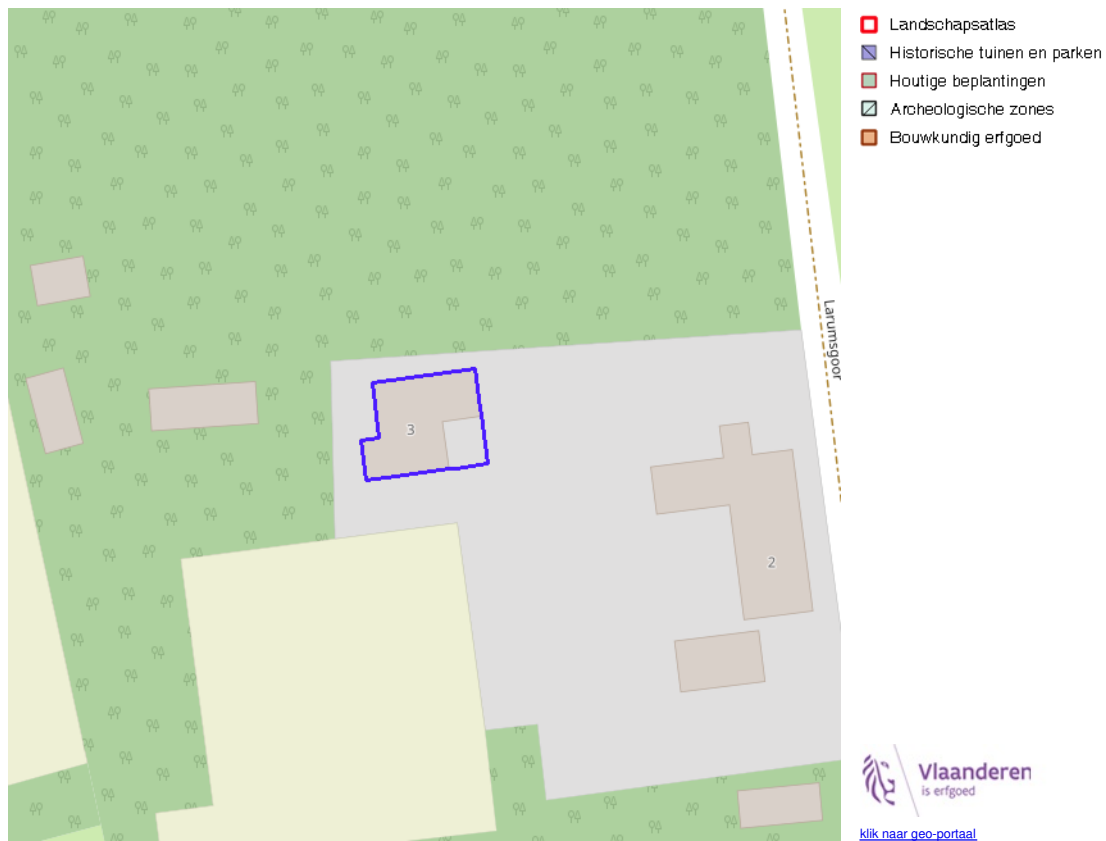 Landschapsatlas
Historische tuinen en parken
Houtige beplantingen
Archeologische zones
Bouwkundig erfgoed
Larumsgoor
3
2
Vlaanderen
is erfgoed
klik naar geo-portaal